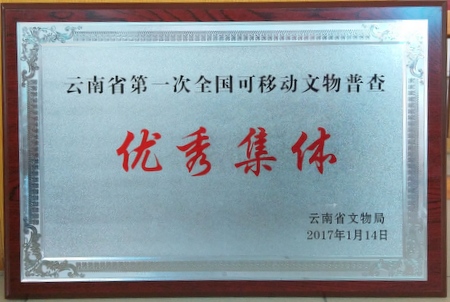 云南省第一次全国可移动文物普查
优秀集体
云南省文物局
2017年1月14日